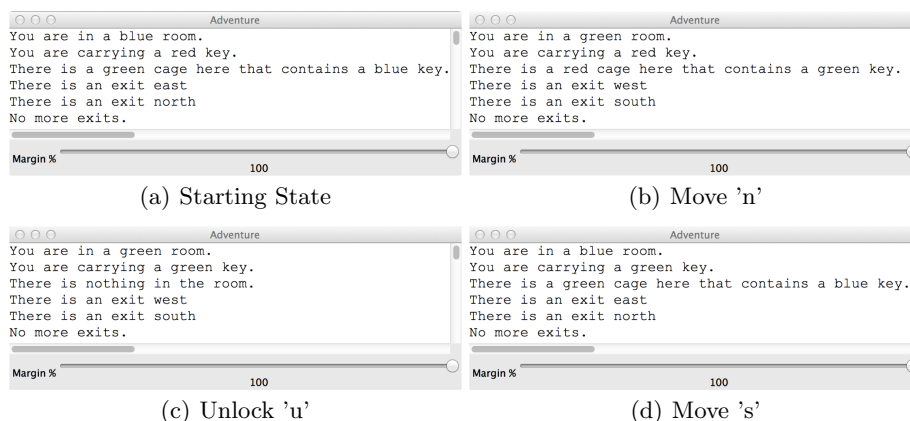 Adventure
You are in a blue room.
You are carrying a red key.
There is a green cage here that contains a blue key.
There is an exit east
There is an exit north
No more exits.
Margin %
100
(a) Starting State
Adventure
You are in a green room.
You are carrying a red key.
There is a red cage here that contains a green key.
There is an exit west
There is an exit south
No more exits.
Margin %
100
(b) Move 'n'
Adventure
You are in a green room.
You are carrying a green key.
There is nothing in the room.
There is an exit west
There is an exit south
No more exits.
Margin %
100
(c) Unlock 'u'
Adventure
You are in a blue room.
You are carrying a green key.
There is a green cage here that contains a blue key.
There is an exit east
There is an exit north
No more exits.
Margin %
100
(d) Move 's'